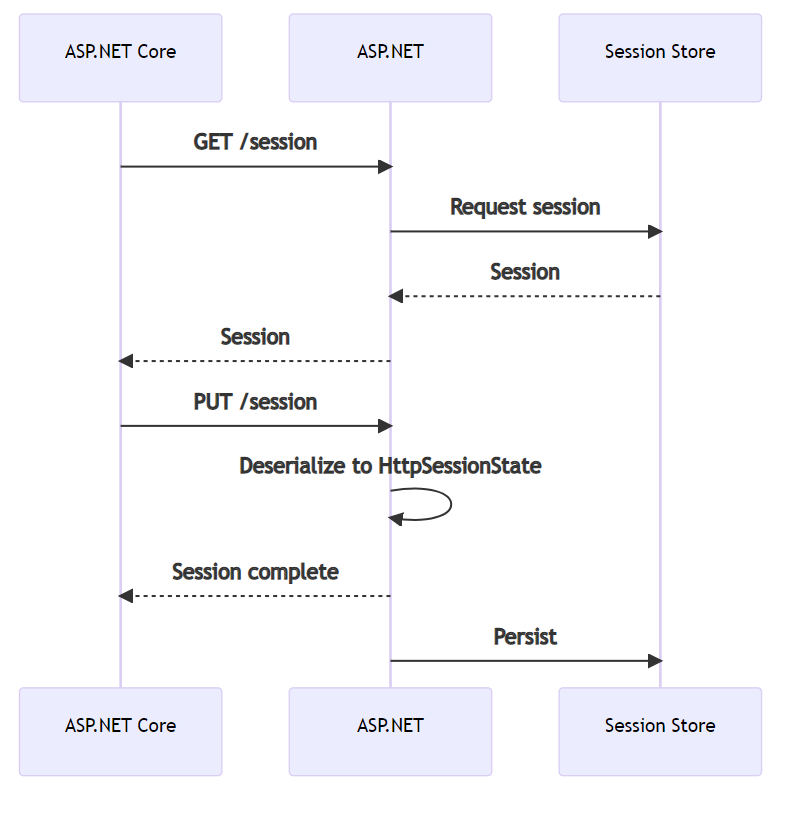 ASP.NET Core
ASP.NET
Session Store
GET /session
Request session
Session
Session
PUT /session
Deserialize to HttpSessionState
Session complete
Persist
ASP.NET Core
ASP.NET
Session Store